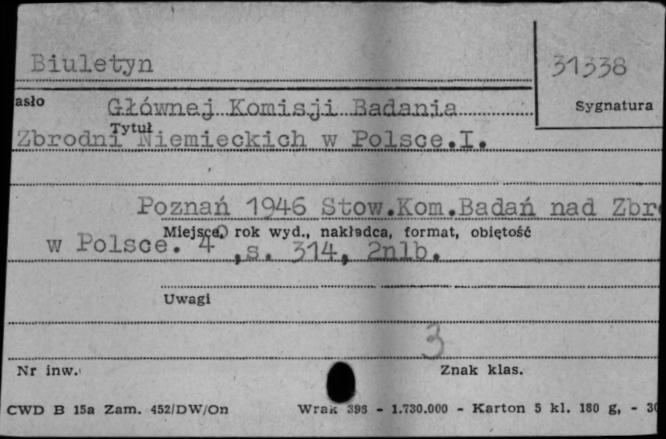 Biuletyn
31338
asło
Głównej Komisji Badania
Sygnatura
Tytuł
Zbrodni Niemieckich w Polsce.I.
Poznań 1946 Stow.Kom.Badań nad Zbr
Miejsce, rok wyd., nakładca, format, objętość
w Polsce. 4°,s. 314, 2nlb.
Uwagi
3
Nr inw.
Znak klas.
CWD B 15a Zam. 452/DW/On Wrak 398 - 1.730.000 - Karton 5 kl. 180 g, - 30